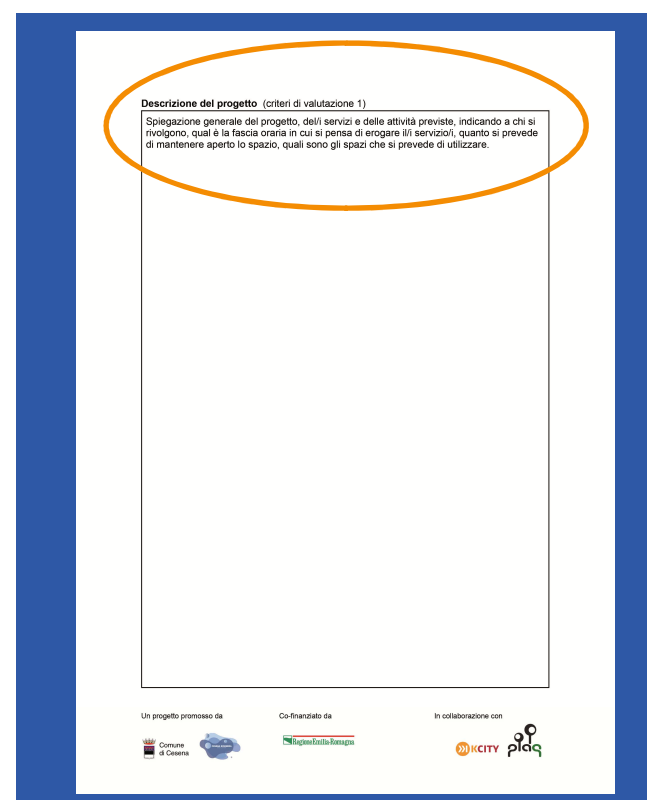 Descrizione del progetto (criteri di valutazione 1)
Spiegazione generale del progetto, del/i servizi e delle attività previste, indicando a chi si
rivolgono, qual è la fascia oraria in cui si pensa di erogare il/i servizio/i, quanto si prevede
di mantenere aperto lo spazio, quali sono gli spazi che si prevede di utilizzare.
Un progetto promosso da
Co-finanziato da
In collaborazione con
Comune
di Cesena
RegioneEmilia-Romagna
KCITY
plaq